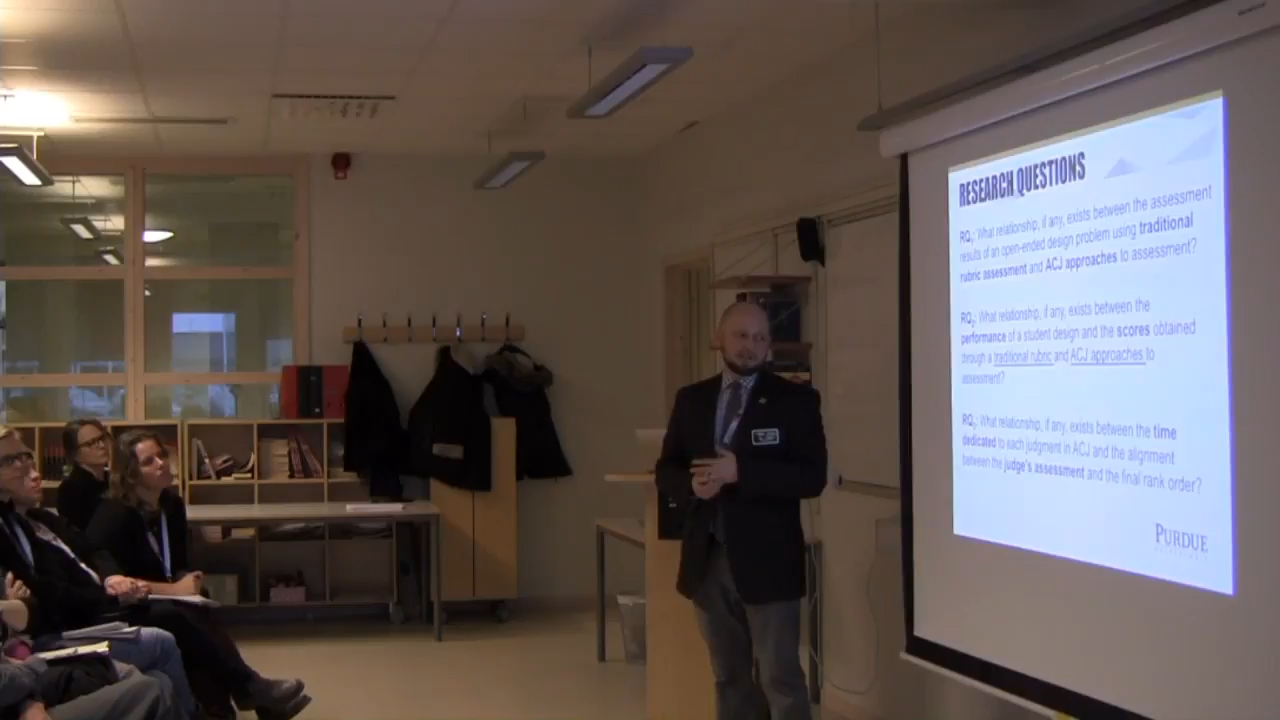 RESEARCH QUESTIONS
RQ1: What relationship, if any, exists between the assessment
results of an open-ended design problem using traditional
rubric assessment and ACJ approaches to assessment?
RQ2: What relationship, if any, exists between the
performance of a student design and the scores obtained
through a traditional rubric and ACJ approaches to
assessment?
RQ3: What relationship, if any, exists between the time
dedicated to each judgment in ACJ and the alignment
between the judge's assessment and the final rank order?
PURDUE